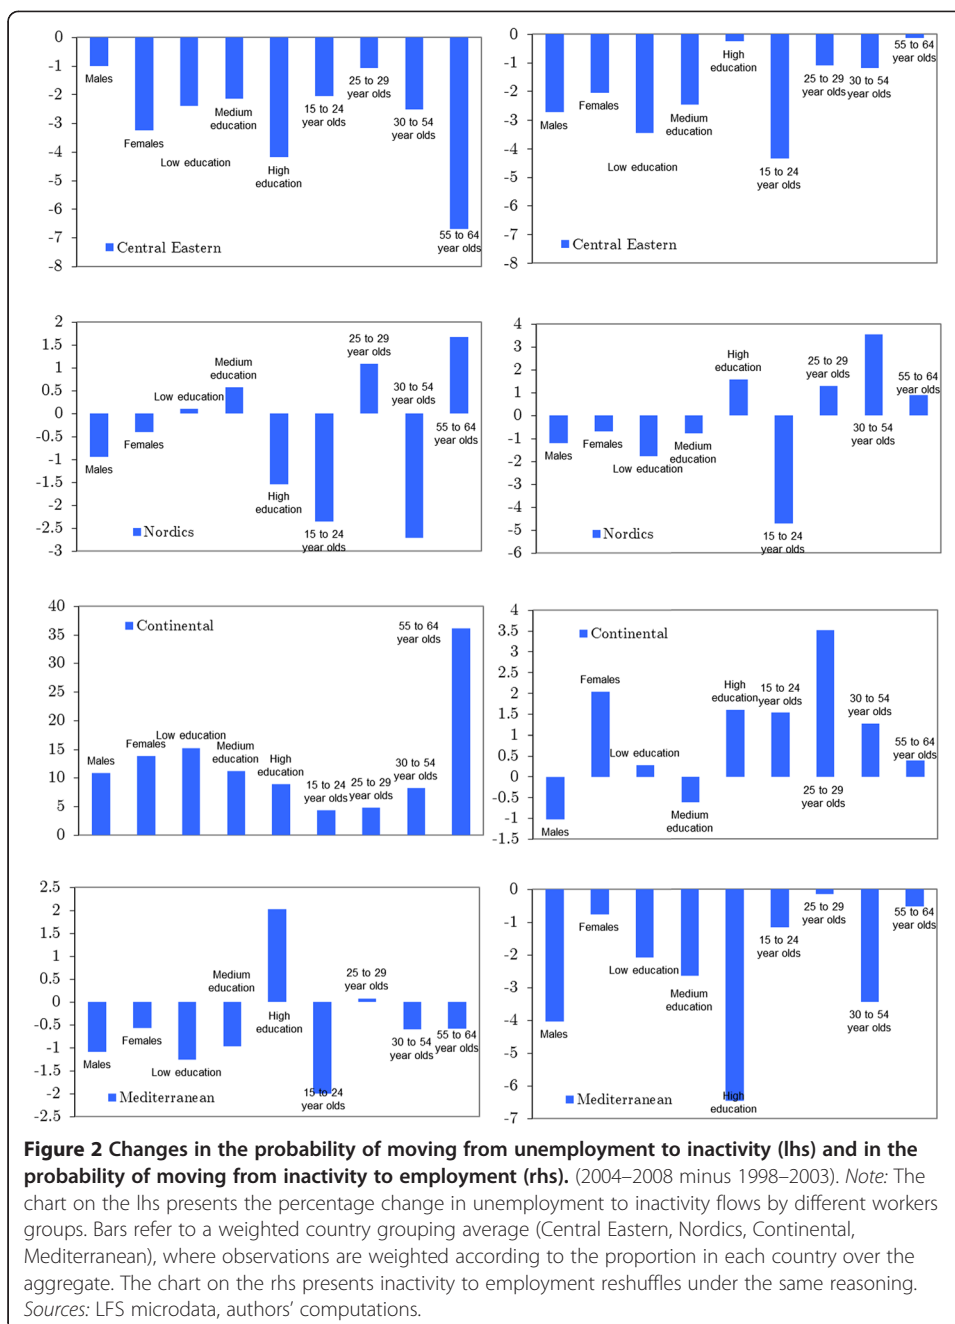 0
-1
-2
-3
-4
-5
-6
-7
-8
Males
Females
Low education
Medium
education
High
education
15 to 24
year olds
25 to 29
year olds
30 to 54
year olds
55 to 64
year olds
Central Eastern
0
-1
-2
-3
-4
-5
-6
-7
-8
Males
Females
Low education
Medium
education
High
education
15 to 24
year olds
25 to 29
year olds
30 to 54
year olds
55 to 64
year olds
Central Eastern
2
1.5
1
0.5
0
-0.5
-1
-1.5
-2
-2.5
-3
Males
Females
Low education
Medium
education
High
education
15 to 24
year olds
25 to 29
year olds
30 to 54
year olds
55 to 64
year olds
Nordics
4
3
2
1
0
-1
-2
-3
-4
-5
-6
Males
Females
Low education
Medium
education
High
education
15 to 24
year olds
25 to 29
year olds
30 to 54
year olds
55 to 64
year olds
Nordics
40
35
30
25
20
15
10
5
0
Continental
Males
Females
Low education
Medium
education
High
education
15 to 24
year olds
25 to 29
year olds
30 to 54
year olds
55 to 64
year olds
4
3.5
3
2.5
2
1.5
1
0.5
0
-0.5
-1
-1.5
Continental
Males
Females
Low education
Medium
education
High
education
15 to 24
year olds
25 to 29
year olds
30 to 54
year olds
55 to 64
year olds
2.5
2
1.5
1
0.5
0
-0.5
-1
-1.5
-2
-2.5
Males
Females
Low education
Medium
education
High
education
15 to 24
year olds
25 to 29
year olds
30 to 54
year olds
55 to 64
year olds
Mediterranean
0
-1
-2
-3
-4
-5
-6
-7
Males
Females
Low education
Medium
education
High
education
15 to 24
year olds
25 to 29
year olds
30 to 54
year olds
55 to 64
year olds
Mediterranean
Figure 2 Changes in the probability of moving from unemployment to inactivity (lhs) and in the
probability of moving from inactivity to employment (rhs). (2004–2008 minus 1998–2003). Note: The
chart on the lhs presents the percentage change in unemployment to inactivity flows by different workers
groups. Bars refer to a weighted country grouping average (Central Eastern, Nordics, Continental,
Mediterranean), where observations are weighted according to the proportion in each country over the
aggregate. The chart on the rhs presents inactivity to employment reshuffles under the same reasoning.
Sources: LFS microdata, authors’ computations.